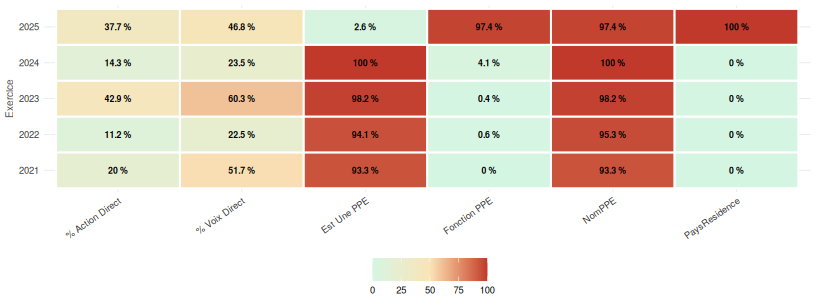 2025 37.7 % 46.8 % 2.6 % 97.4 % 97.4 % 100 %
2024 14.3 % 23.5 % 100 % 4.1 % 100 % 0 %
2023 42.9 % 60.3 % 98.2 % 0.4 % 98.2 % 0 %
2022 11.2 % 22.5 % 94.1 % 0.6 % 95.3 % 0 %
2021 20 % 51.7 % 93.3 % 0 % 93.3 % 0 %
Exercice
% Action Direct % Voix Direct Est Une PPE Fonction PPE NomPPE PaysResidence
0 25 50 75 100